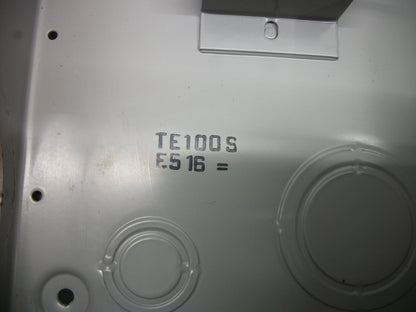 TE100S
E516 =